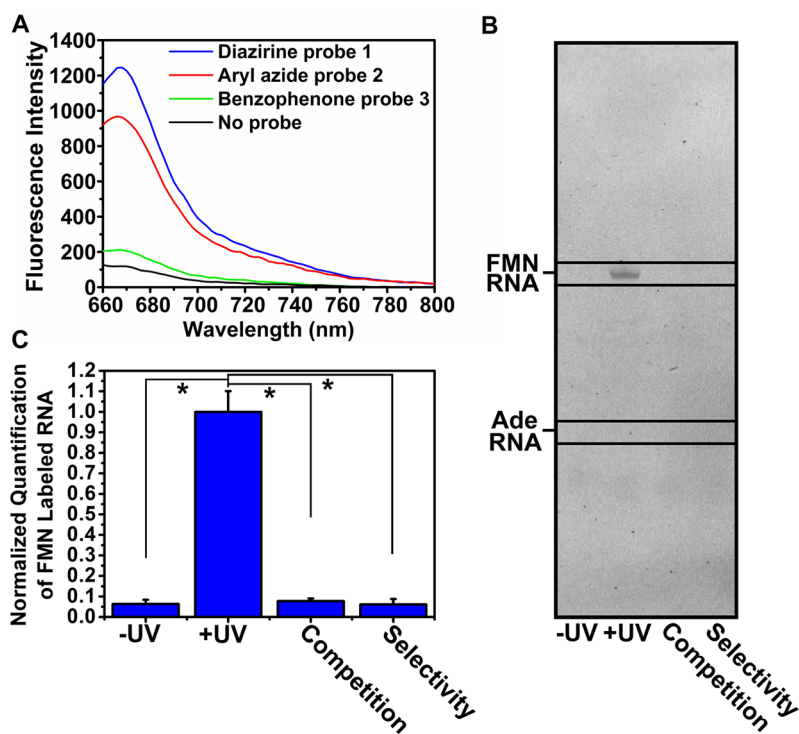 A
1400
1200
1000
800
600
400
200
0
Fluorescence Intensity
Diazirine probe 1
Aryl azide probe 2
Benzophenone probe 3
No probe
660 680 700 720 740 760 780 800
Wavelength (nm)
B
FMN
RNA
Ade
RNA
-UV +UV Competition Selectivity
C
1.2
1.1
1.0
0.9
0.8
0.7
0.6
0.5
0.4
0.3
0.2
0.1
0.0
Normalized Quantification
of FMN Labeled RNA
* * *
-UV +UV Competition Selectivity